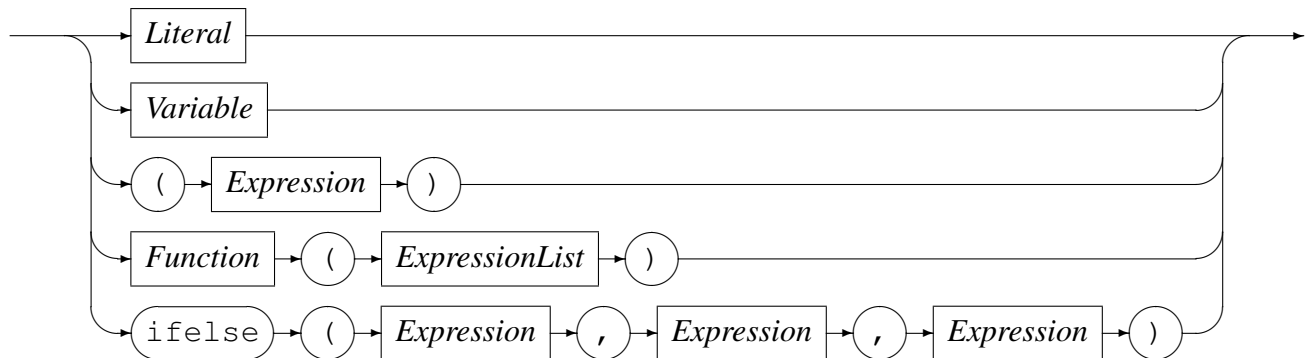 Literal
Variable
( Expression )
Function ( ExpressionList )
ifelse ( Expression , Expression , Expression )